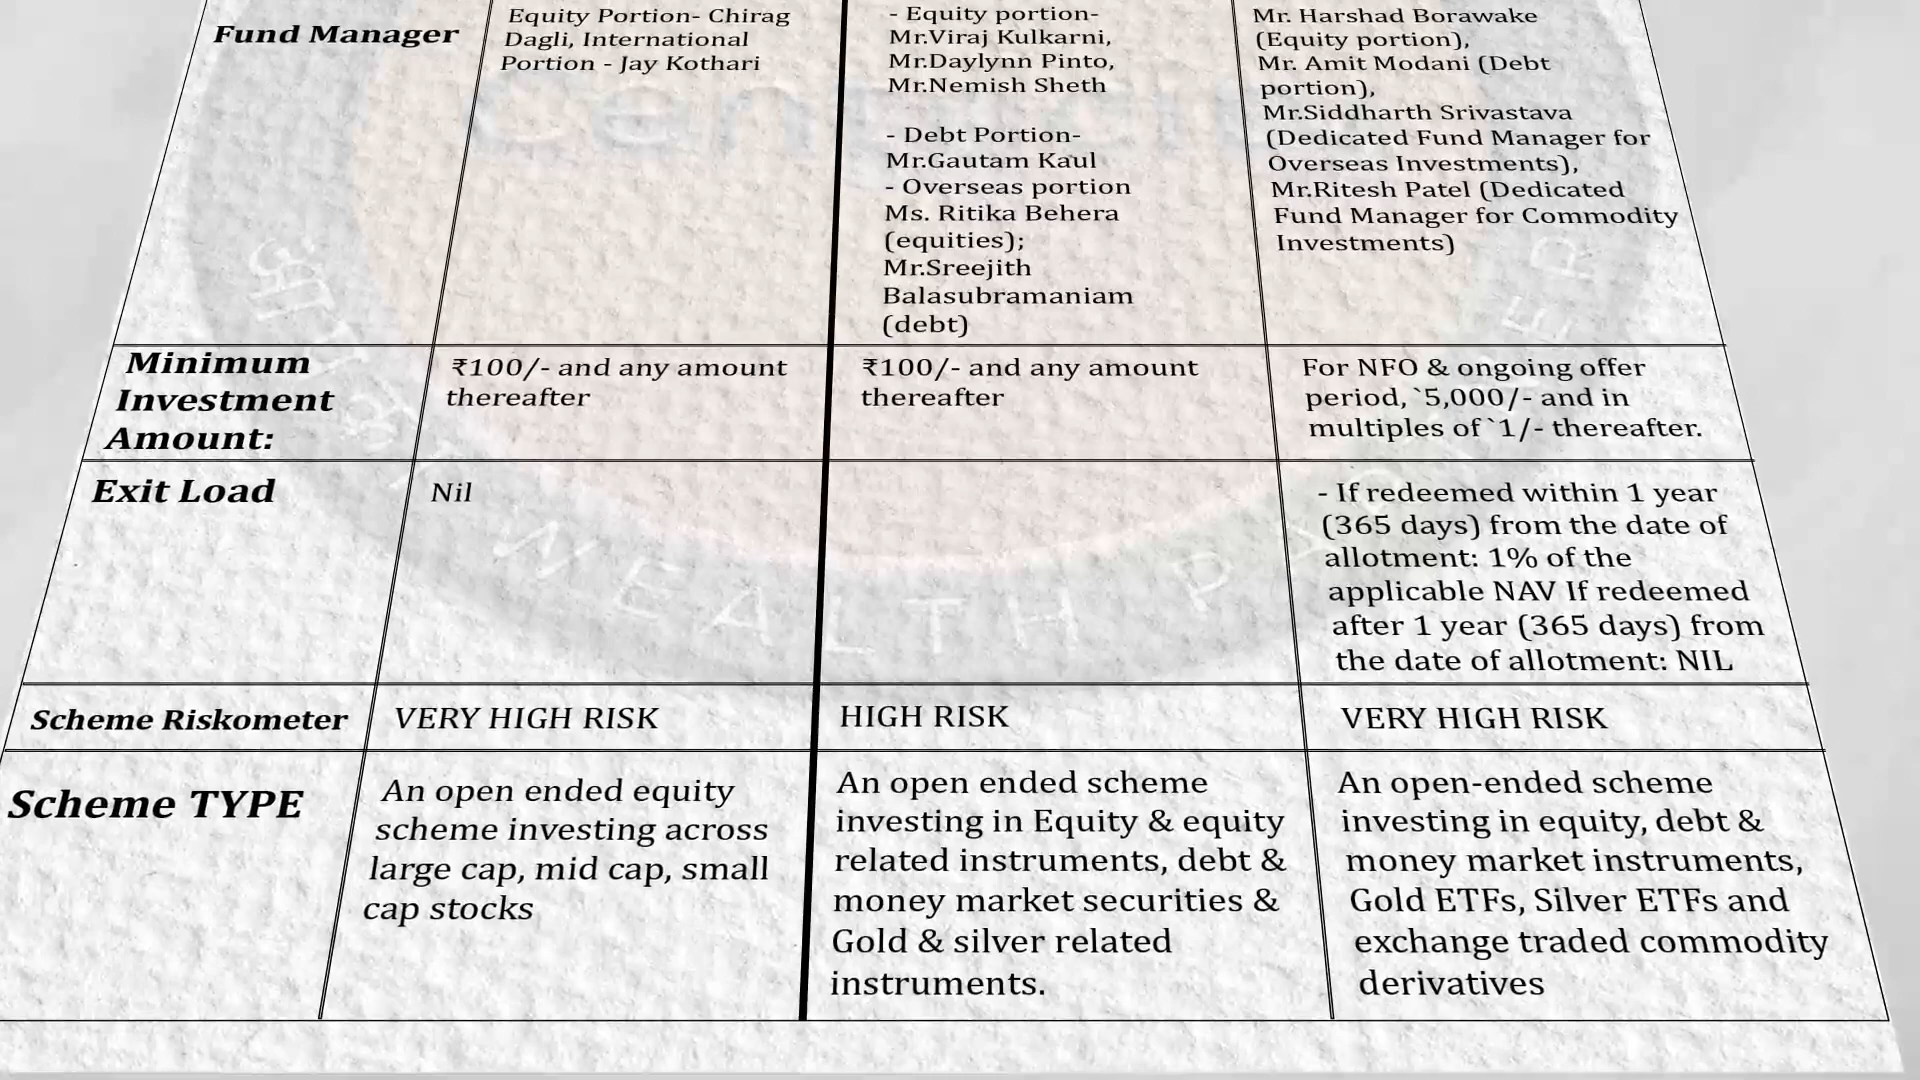 Fund Manager
Equity Portion- Chirag
Dagli, International
Portion - Jay Kothari
- Equity portion-
Mr.Viraj Kulkarni,
Mr.Daylynn Pinto,
Mr.Nemish Sheth
- Debt Portion-
Mr.Gautam Kaul
- Overseas portion
Ms. Ritika Behera
(equities);
Mr.Sreejith
Balasubramaniam
(debt)
Mr. Harshad Borawake
(Equity portion),
Mr. Amit Modani (Debt
portion),
Mr.Siddharth Srivastava
(Dedicated Fund Manager for
Overseas Investments),
Mr.Ritesh Patel (Dedicated
Fund Manager for Commodity
Investments)
Minimum
Investment
Amount:
₹100/- and any amount
thereafter
₹100/- and any amount
thereafter
For NFO & ongoing offer
period, `5,000/- and in
multiples of `1/- thereafter.
Exit Load
Nil
- If redeemed within 1 year
(365 days) from the date of
allotment: 1% of the
applicable NAV If redeemed
after 1 year (365 days) from
the date of allotment: NIL
Scheme Riskometer
VERY HIGH RISK
HIGH RISK
VERY HIGH RISK
Scheme TYPE
An open ended equity
scheme investing across
large cap, mid cap, small
cap stocks
An open ended scheme
investing in Equity & equity
related instruments, debt &
money market securities &
Gold & silver related
instruments.
An open-ended scheme
investing in equity, debt &
money market instruments,
Gold ETFs, Silver ETFs and
exchange traded commodity
derivatives
WEALTH